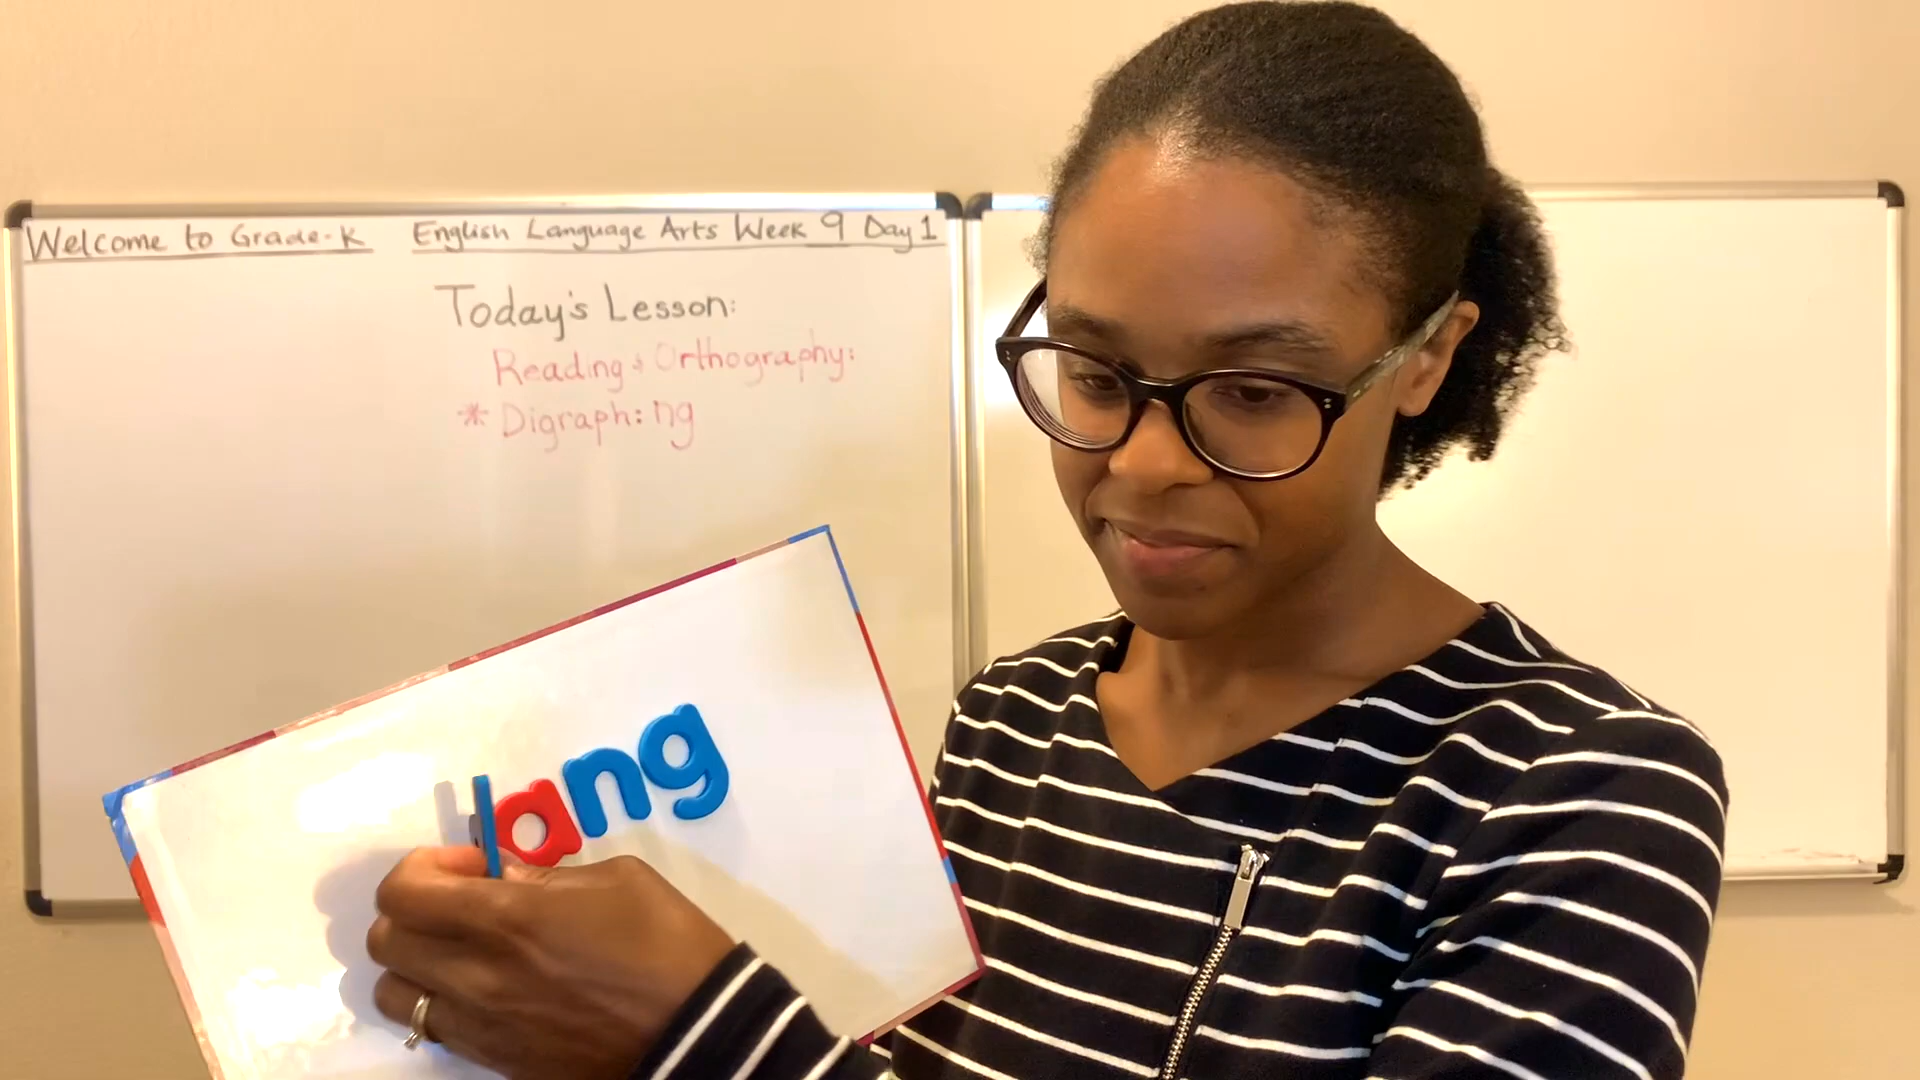 Welcome to Grade-K English Language Arts Week 9 Day 1
Today's Lesson:
Reading & Orthography:
* Digraph: ng
ang